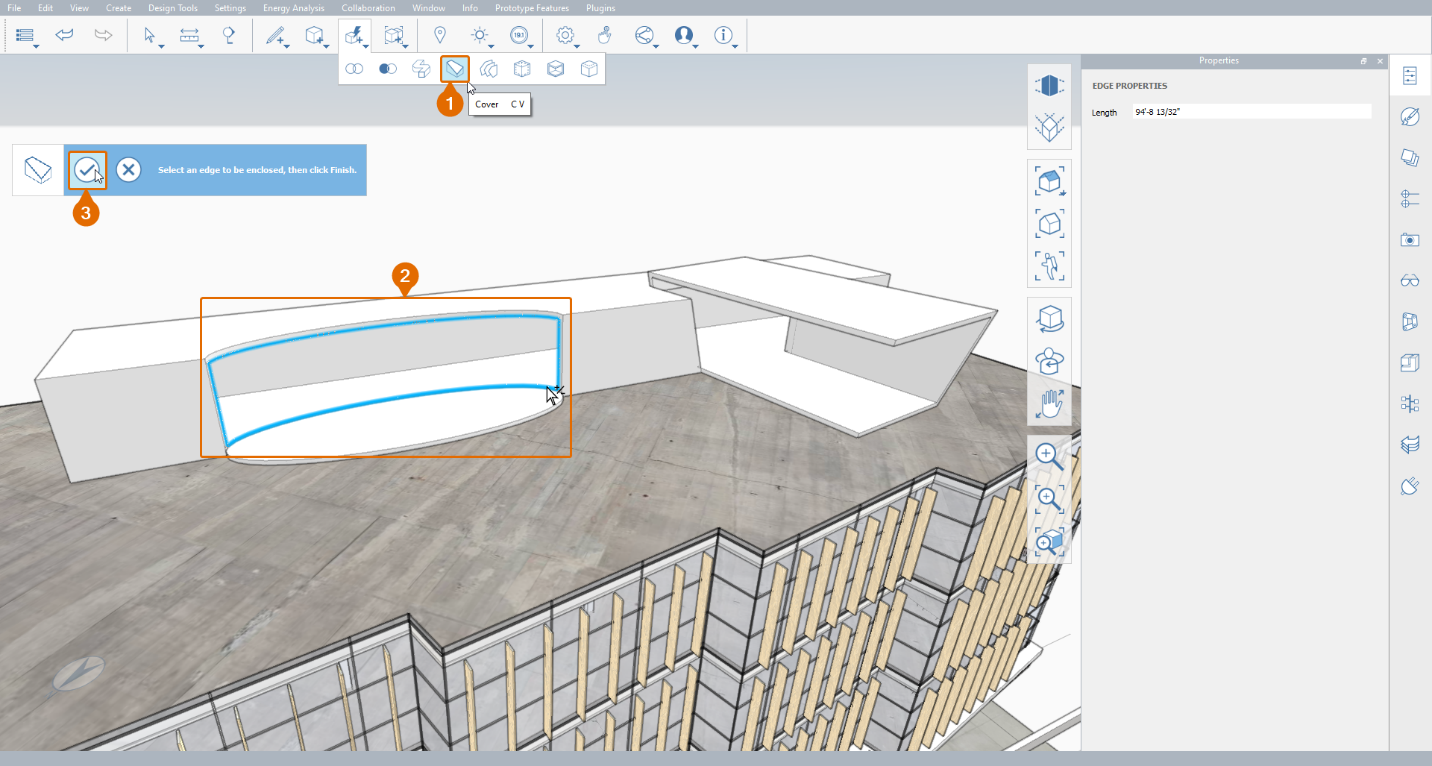 File Edit View Create Design Tools Settings Energy Analysis Collaboration Window Info Prototype Features Plugins
191
Properties
1
Cover C V
EDGE PROPERTIES
Length 94'-8 13/32"
Select an edge to be enclosed, then click Finish.
3
2